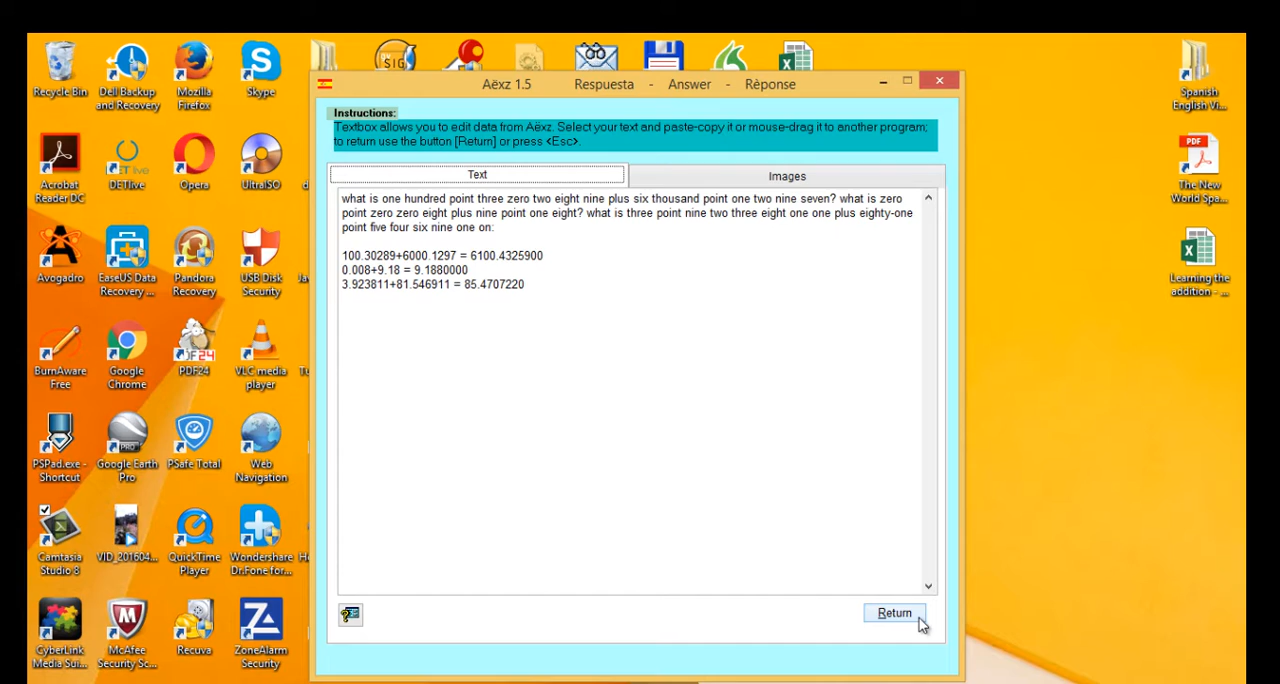 SIG
Aëxz 1.5
Respuesta - Answer - Rèponse
Instructions:
Textbox allows you to edit data from Aëxz. Select your text and paste-copy it or mouse-drag it to another program;
to return use the button [Return] or press <Esc>.
Text
Images
what is one hundred point three zero two eight nine plus six thousand point one two nine seven? what is zero
point zero zero eight plus nine point one eight? what is three point nine two three eight one one plus eighty-one
point five four six nine one on:
100.30289+6000.1297 = 6100.4325900
0.008+9.18 = 9.1880000
3.923811+81.546911 = 85.4707220
Return
Recycle Bin
Dell Backup
and Recovery
Mozilla
Firefox
Skype
Acrobat
Reader DC
DETlive
Opera
UltraISO
Avogadro
EaseUS Data
Recovery ...
Pandora
Recovery
USB Disk
Security
BurnAware
Free
Google
Chrome
PDF24
VLC media
player
PSPad.exe -
Shortcut
Google Earth
Pro
PSafe Total
Web
Navigation
Camtasia
Studio 8
VID_201604...
QuickTime
Player
Wondershare
Dr.Fone for...
CyberLink
Media Sui...
McAfee
Security Sc...
Recuva
ZoneAlarm
Security
Spanish
English Vi...
PDF
The New
World Spa...
Learning the
addition - ...